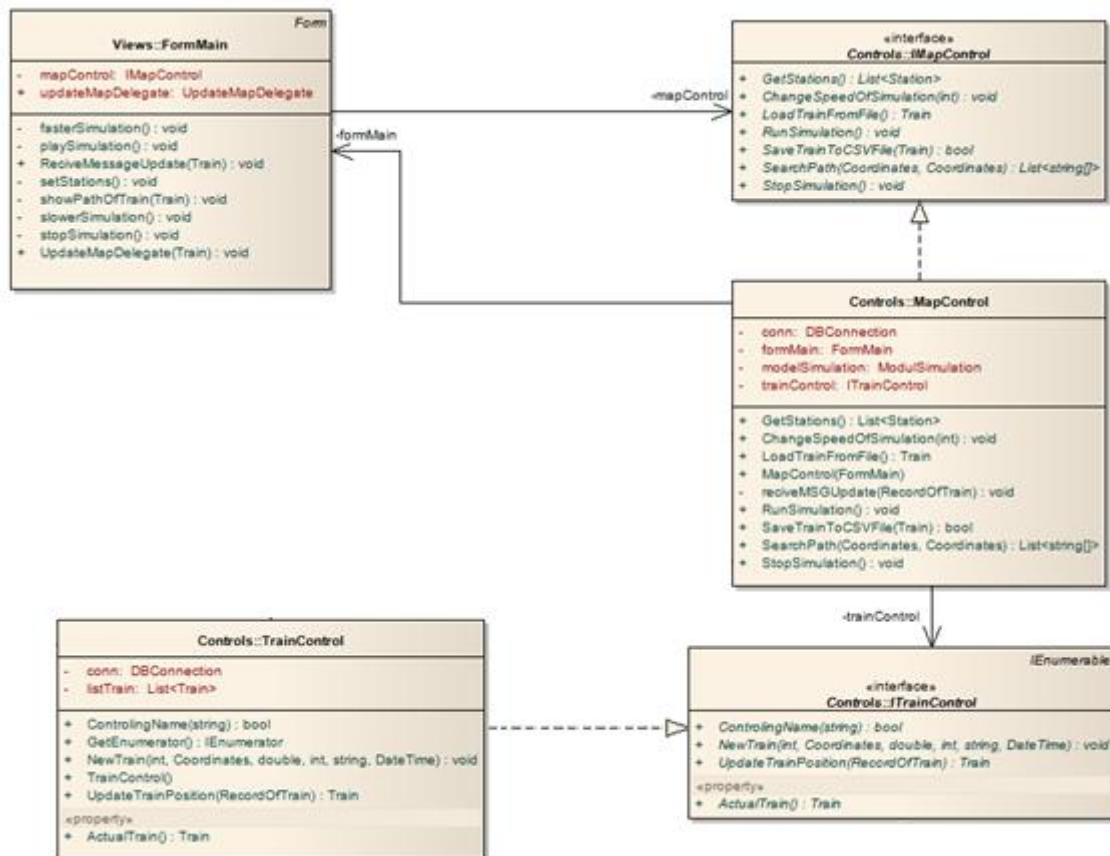 Form
Views::FormMain
- mapControl: IMapControl
+ updateMapDelegate: UpdateMapDelegate
- fasterSimulation() : void
- playSimulation() : void
+ ReciveMessageUpdate(Train) : void
- setStations() : void
- showPathOfTrain(Train) : void
- slowerSimulation() : void
- stopSimulation() : void
+ UpdateMapDelegate(Train) : void
-mapControl
-formMain
«interface»
Controls::IMapControl
+ GetStations() : List<Station>
+ ChangeSpeedOfSimulation(int) : void
+ LoadTrainFromFile() : Train
+ RunSimulation() : void
+ SaveTrainToCSVFile(Train) : bool
+ SearchPath(Coordinates, Coordinates) : List<string[]>
+ StopSimulation() : void
Controls::MapControl
- conn: DBConnection
- formMain: FormMain
- modelSimulation: ModulSimulation
- trainControl: ITrainControl
+ GetStations() : List<Station>
+ ChangeSpeedOfSimulation(int) : void
+ LoadTrainFromFile() : Train
+ MapControl(FormMain)
- reciveMSGUpdate(RecordOfTrain) : void
+ RunSimulation() : void
+ SaveTrainToCSVFile(Train) : bool
+ SearchPath(Coordinates, Coordinates) : List<string[]>
+ StopSimulation() : void
-trainControl
Controls::TrainControl
- conn: DBConnection
- listTrain: List<Train>
+ ControlingName(string) : bool
+ GetEnumerator() : IEnumerator
+ NewTrain(int, Coordinates, double, int, string, DateTime) : void
+ TrainControl()
+ UpdateTrainPosition(RecordOfTrain) : Train
«property»
+ ActualTrain() : Train
IEnumerable
«interface»
Controls::ITrainControl
+ ControlingName(string) : bool
+ NewTrain(int, Coordinates, double, int, string, DateTime) : void
+ UpdateTrainPosition(RecordOfTrain) : Train
«property»
+ ActualTrain() : Train